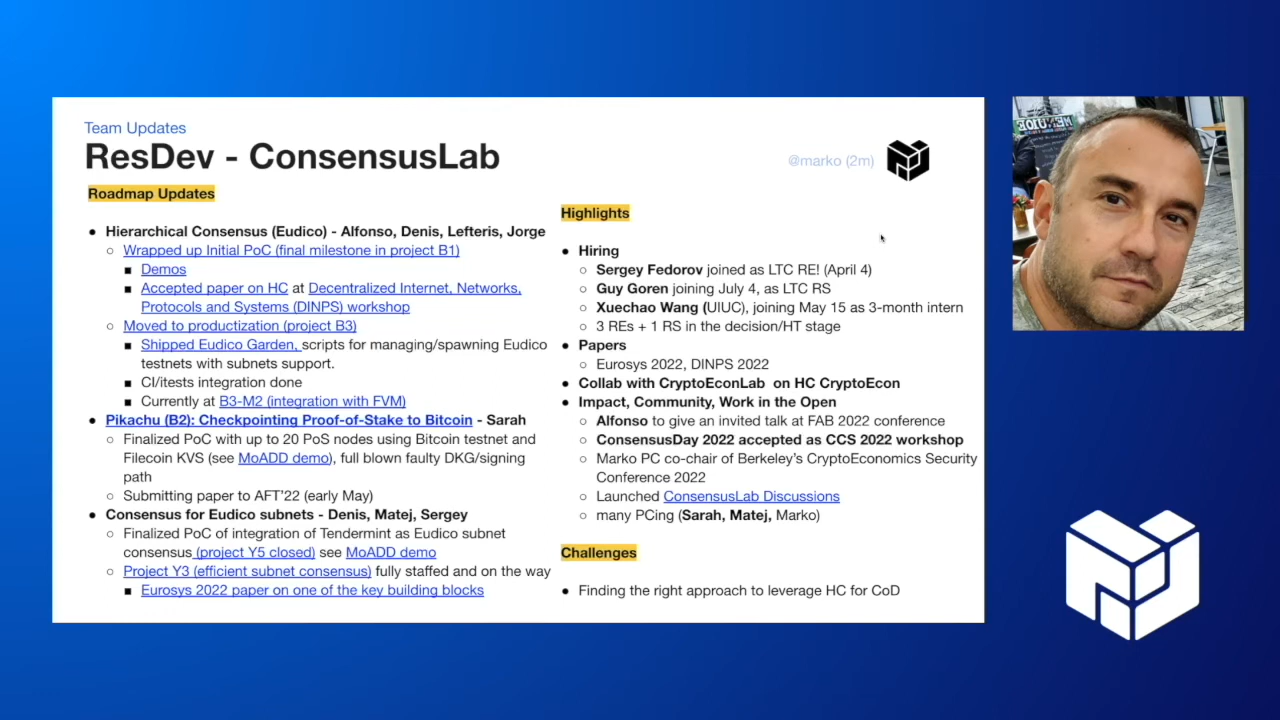 Team Updates
ResDev - ConsensusLab
@marko (2m)
Roadmap Updates
● Hierarchical Consensus (Eudico) - Alfonso, Denis, Lefteris, Jorge
○ Wrapped up Initial PoC (final milestone in project B1)
■ Demos
■ Accepted paper on HC at Decentralized Internet, Networks,
Protocols and Systems (DINPS) workshop
○ Moved to productization (project B3)
■ Shipped Eudico Garden, scripts for managing/spawning Eudico
testnets with subnets support.
■ CI/itests integration done
■ Currently at B3-M2 (integration with FVM)
● Pikachu (B2): Checkpointing Proof-of-Stake to Bitcoin - Sarah
○ Finalized PoC with up to 20 PoS nodes using Bitcoin testnet and
Filecoin KVS (see MoADD demo), full blown faulty DKG/signing
path
○ Submitting paper to AFT'22 (early May)
● Consensus for Eudico subnets - Denis, Matej, Sergey
○ Finalized PoC of integration of Tendermint as Eudico subnet
consensus (project Y5 closed) see MoADD demo
○ Project Y3 (efficient subnet consensus) fully staffed and on the way
■ Eurosys 2022 paper on one of the key building blocks
Highlights
● Hiring
○ Sergey Fedorov joined as LTC RE! (April 4)
○ Guy Goren joining July 4, as LTC RS
○ Xuechao Wang (UIUC), joining May 15 as 3-month intern
○ 3 REs + 1 RS in the decision/HT stage
● Papers
○ Eurosys 2022, DINPS 2022
● Collab with CryptoEconLab on HC CryptoEcon
● Impact, Community, Work in the Open
○ Alfonso to give an invited talk at FAB 2022 conference
○ ConsensusDay 2022 accepted as CCS 2022 workshop
○ Marko PC co-chair of Berkeley's CryptoEconomics Security
Conference 2022
○ Launched ConsensusLab Discussions
○ many PCing (Sarah, Matej, Marko)
Challenges
● Finding the right approach to leverage HC for CoD